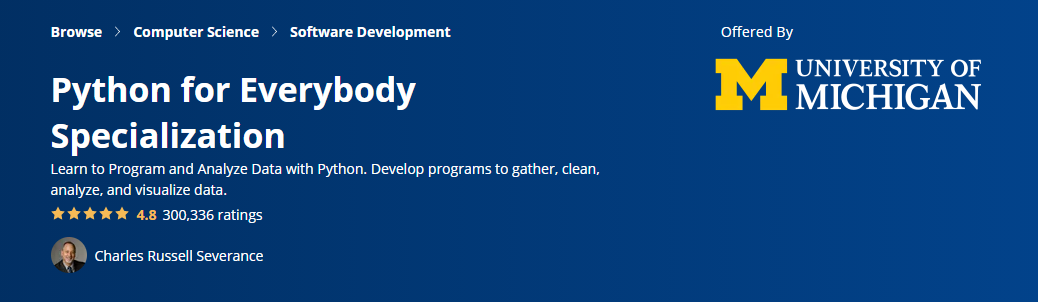 Browse > Computer Science > Software Development
Offered By
M UNIVERSITY OF
MICHIGAN
Python for Everybody
Specialization
Learn to Program and Analyze Data with Python. Develop programs to gather, clean,
analyze, and visualize data.
4.8 300,336 ratings
Charles Russell Severance